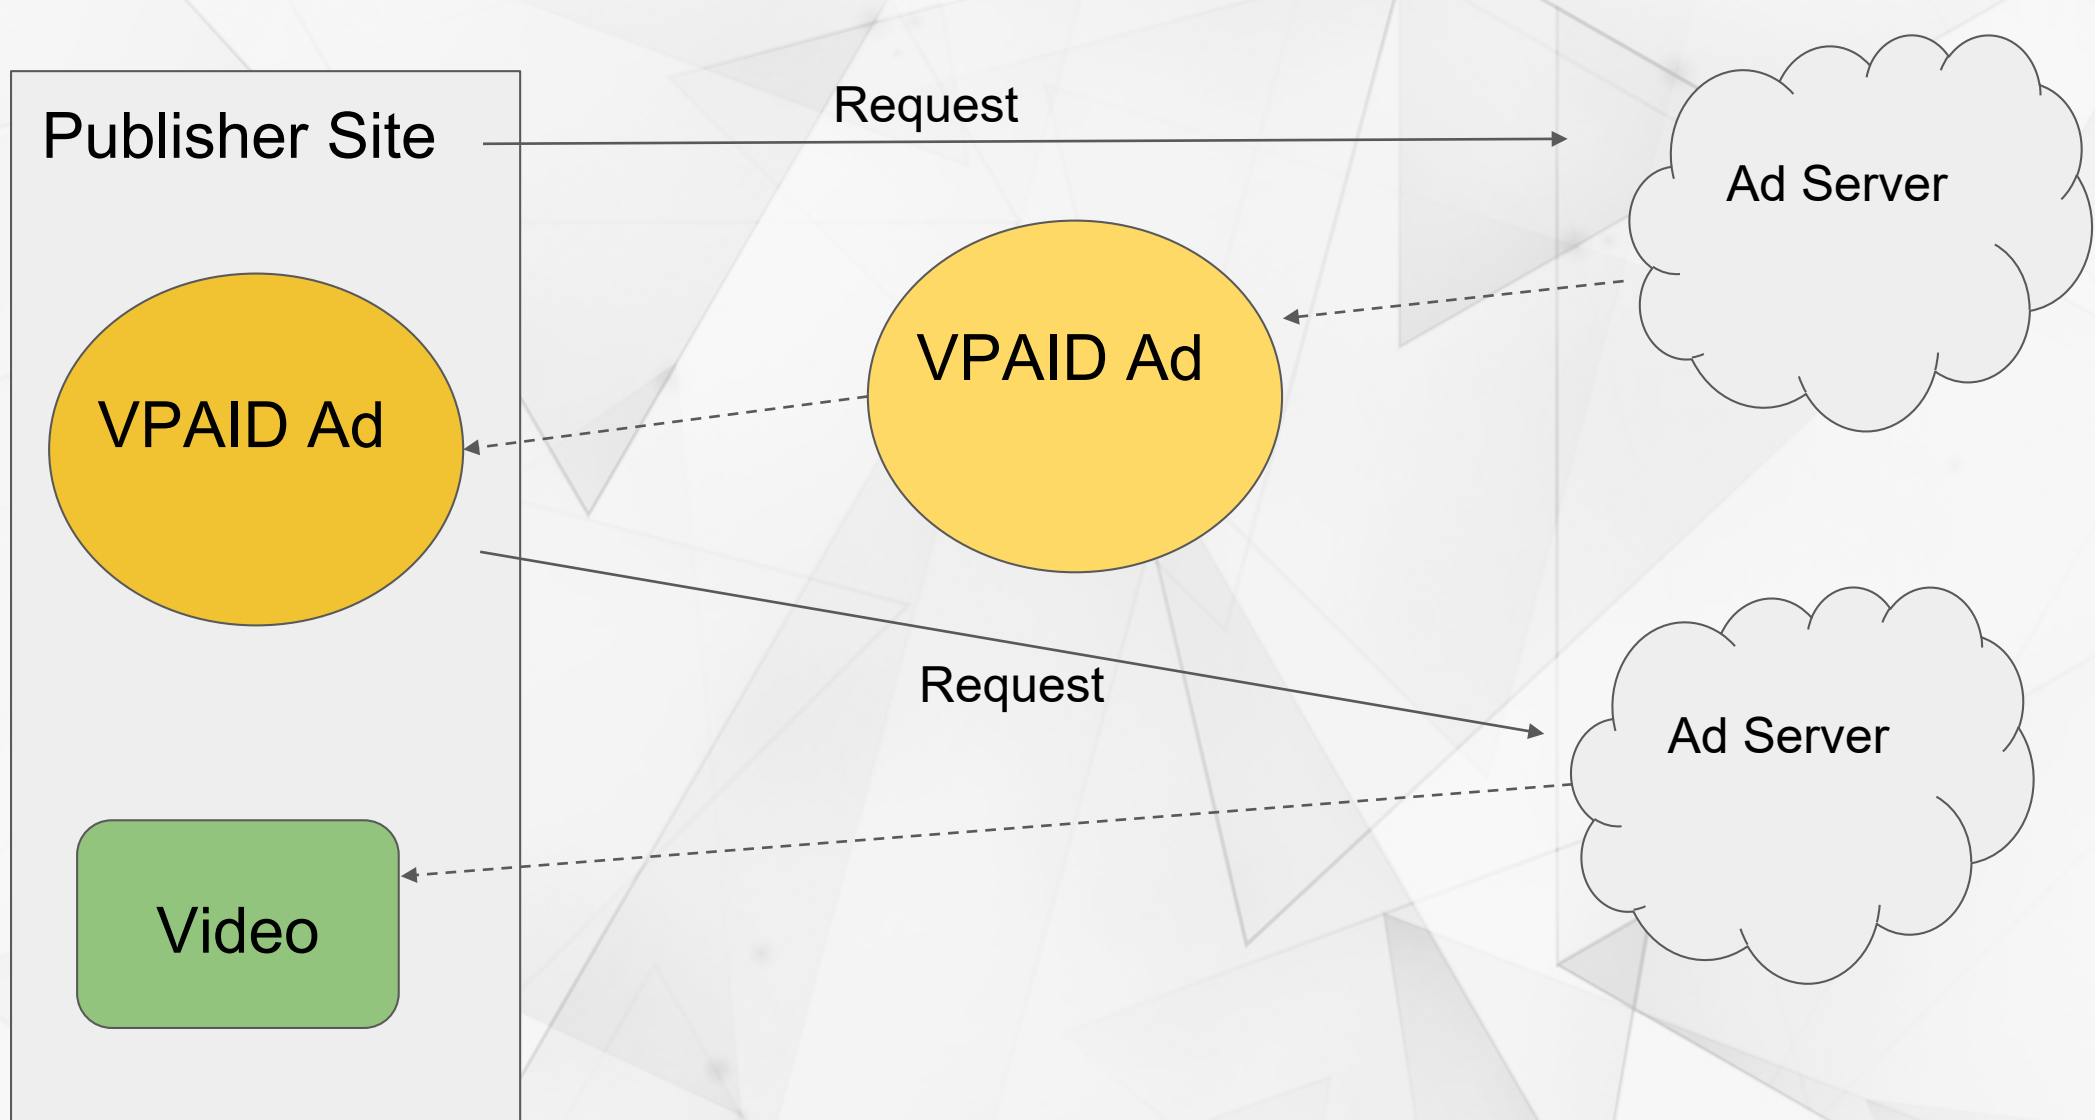 Publisher Site
Request
Ad Server
VPAID Ad
VPAID Ad
Request
Ad Server
Video